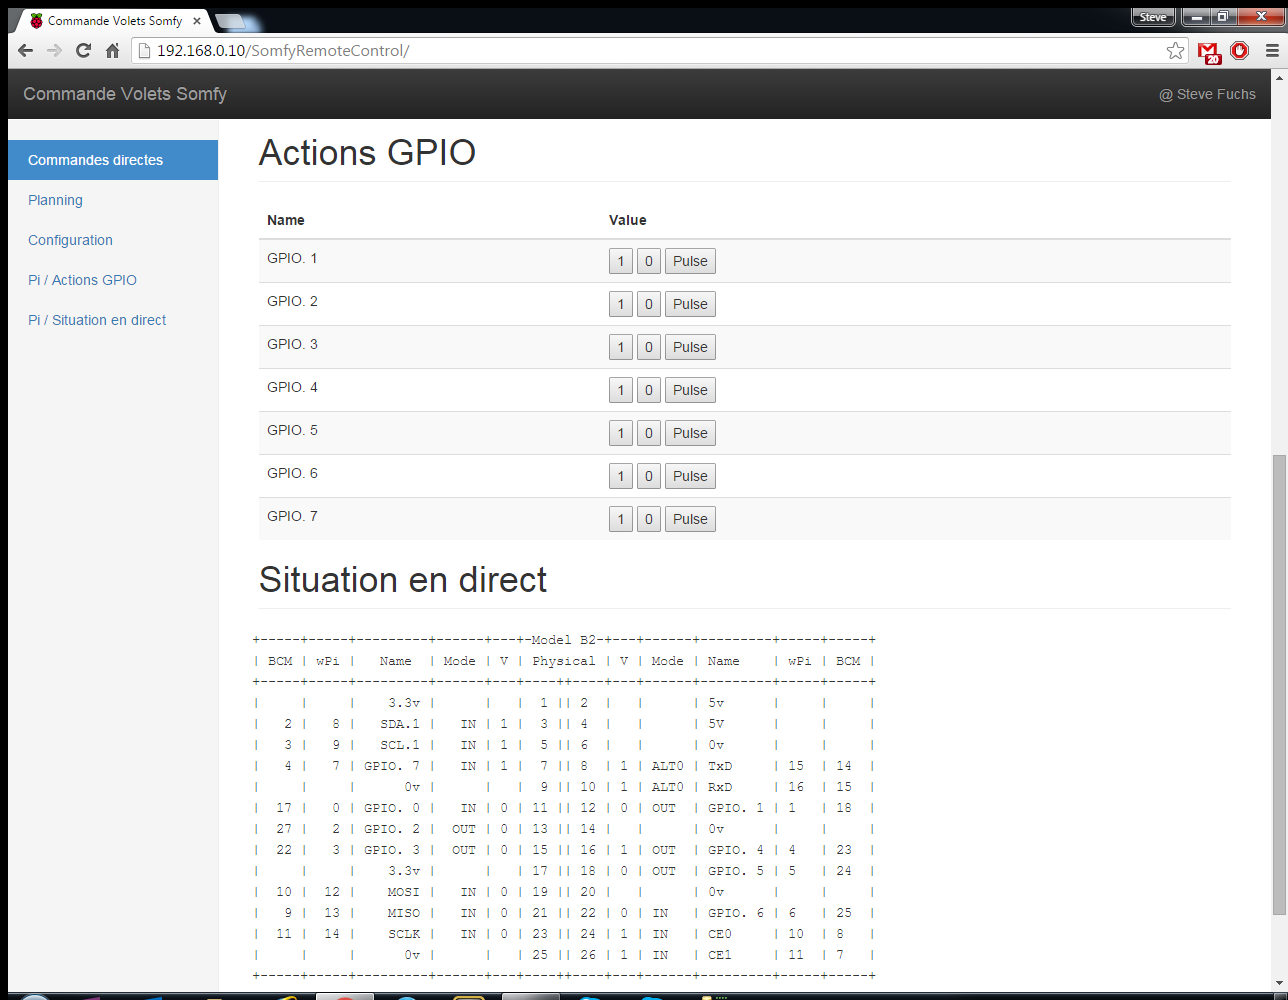 Commande Volets Somfy
Steve
192.168.0.10/SomfyRemoteControl/
20
Commande Volets Somfy
@ Steve Fuchs
Commandes directes
Planning
Configuration
Pi / Actions GPIO
Pi / Situation en direct
Actions GPIO
Name Value
GPIO. 1 1 0 Pulse
GPIO. 2 1 0 Pulse
GPIO. 3 1 0 Pulse
GPIO. 4 1 0 Pulse
GPIO. 5 1 0 Pulse
GPIO. 6 1 0 Pulse
GPIO. 7 1 0 Pulse
Situation en direct
+-----+-----+---------+------+---+-Model B2-+---+------+---------+-----+-----+
| BCM | wPi |   Name  | Mode | V | Physical | V | Mode | Name    | wPi | BCM |
+-----+-----+---------+------+---+----++----+---+------+---------+-----+-----+
|     |     |    3.3v |      |   |  1 || 2  |   |      | 5v      |     |     |
|   2 |   8 |   SDA.1 |   IN | 1 |  3 || 4  |   |      | 5V      |     |     |
|   3 |   9 |   SCL.1 |   IN | 1 |  5 || 6  |   |      | 0v      |     |     |
|   4 |   7 | GPIO. 7 |   IN | 1 |  7 || 8  | 1 | ALT0 | TxD     | 15  | 14  |
|     |     |      0v |      |   |  9 || 10 | 1 | ALT0 | RxD     | 16  | 15  |
|  17 |   0 | GPIO. 0 |   IN | 0 | 11 || 12 | 0 | OUT  | GPIO. 1 | 1   | 18  |
|  27 |   2 | GPIO. 2 |  OUT | 0 | 13 || 14 |   |      | 0v      |     |     |
|  22 |   3 | GPIO. 3 |  OUT | 0 | 15 || 16 | 1 | OUT  | GPIO. 4 | 4   | 23  |
|     |     |    3.3v |      |   | 17 || 18 | 0 | OUT  | GPIO. 5 | 5   | 24  |
|  10 |  12 |    MOSI |   IN | 0 | 19 || 20 |   |      | 0v      |     |     |
|   9 |  13 |    MISO |   IN | 0 | 21 || 22 | 0 | IN   | GPIO. 6 | 6   | 25  |
|  11 |  14 |    SCLK |   IN | 0 | 23 || 24 | 1 | IN   | CE0     | 10  | 8   |
|     |     |      0v |      |   | 25 || 26 | 1 | IN   | CE1     | 11  | 7   |
+-----+-----+---------+------+---+----++----+---+------+---------+-----+-----+